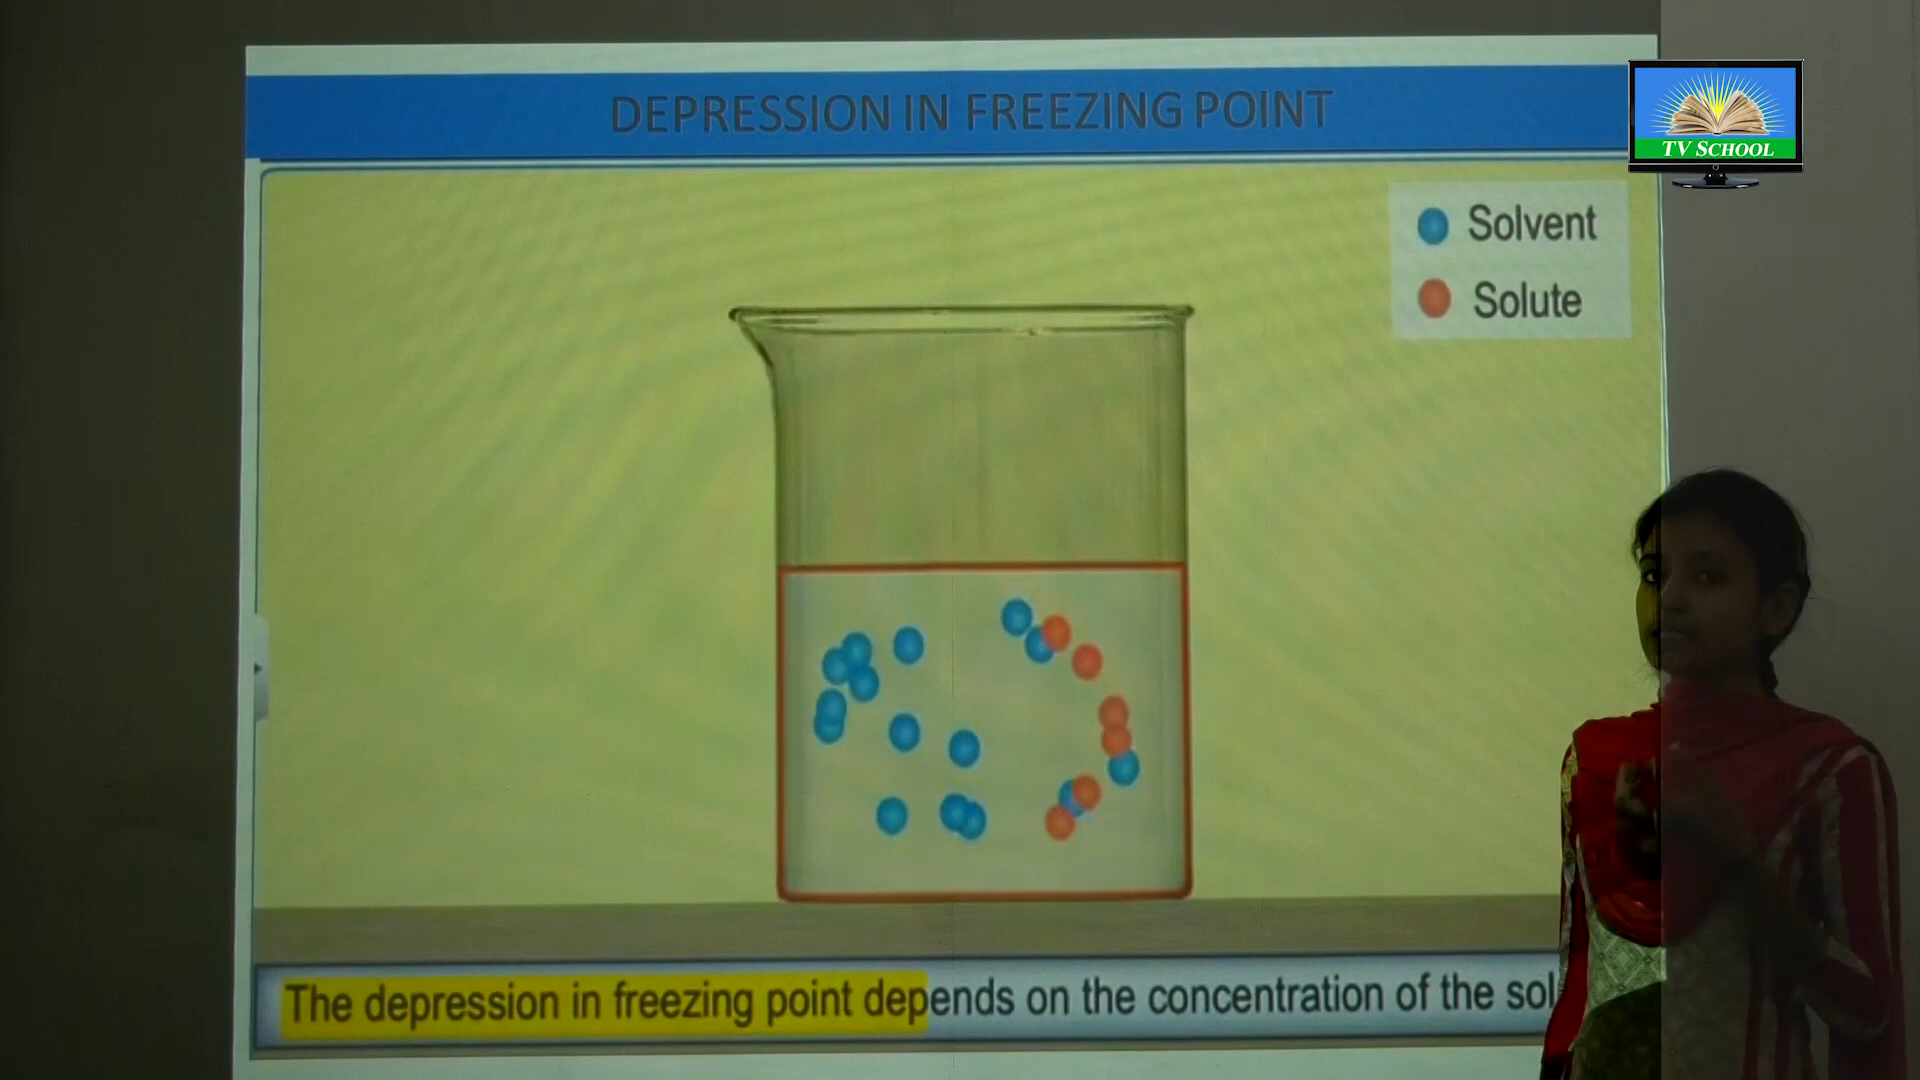 DEPRESSION IN FREEZING POINT
TV SCHOOL
Solvent
Solute
The depression in freezing point depends on the concentration of the sol